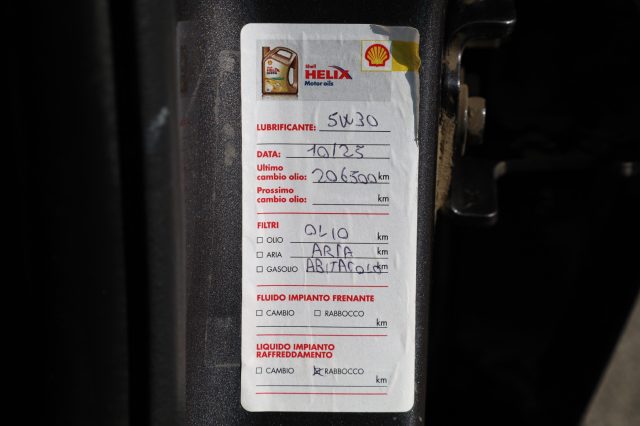 Shell
HELIX
Motor oils
LUBRIFICANTE: 5W30
DATA: 10/25
Ultimo
cambio olio: 206500 km
Prossimo
cambio olio: km
FILTRI
OLIO OLIO km
ARIA ARIA km
GASOLIO ABITACOLO km
FLUIDO IMPIANTO FRENANTE
CAMBIO RABBOCCO
km
LIQUIDO IMPIANTO
RAFFREDDAMENTO
CAMBIO RABBOCCO
km